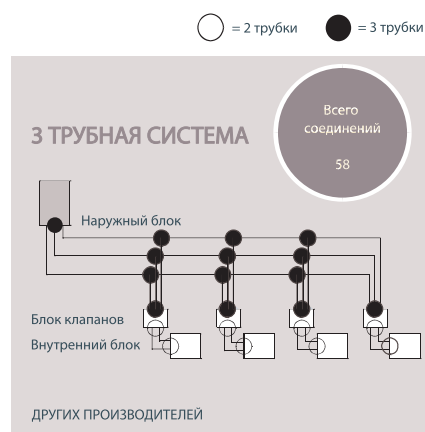 = 2 трубки = 3 трубки
Всего
соединений
58
3 ТРУБНАЯ СИСТЕМА
Наружный блок
Блок клапанов
Внутренний блок
ДРУГИХ ПРОИЗВОДИТЕЛЕЙ